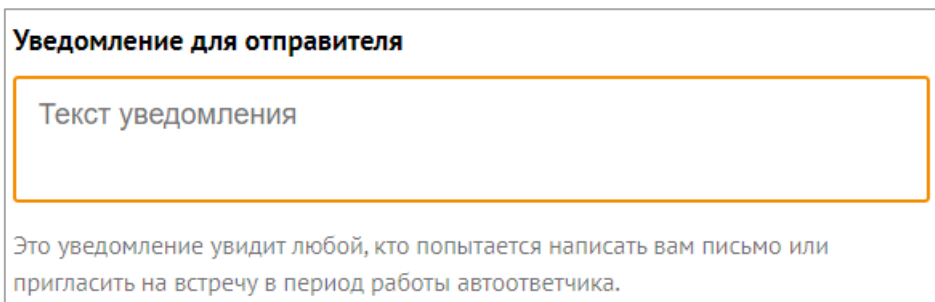 Уведомление для отправителя
Текст уведомления
Это уведомление увидит любой, кто попытается написать вам письмо или
пригласить на встречу в период работы автоответчика.